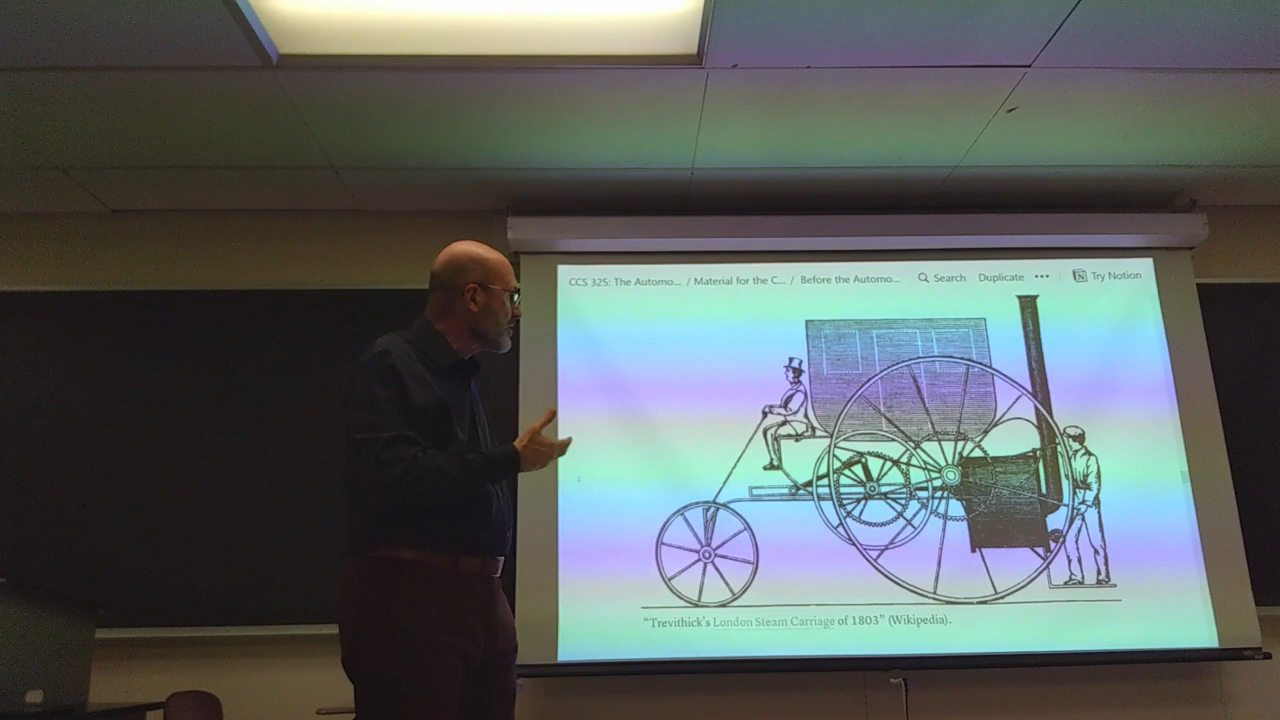 CCS 325: The Automo... / Material for the C... / Before the Automo... Search Duplicate ••• Try Notion
“Trevithick's London Steam Carriage of 1803” (Wikipedia).